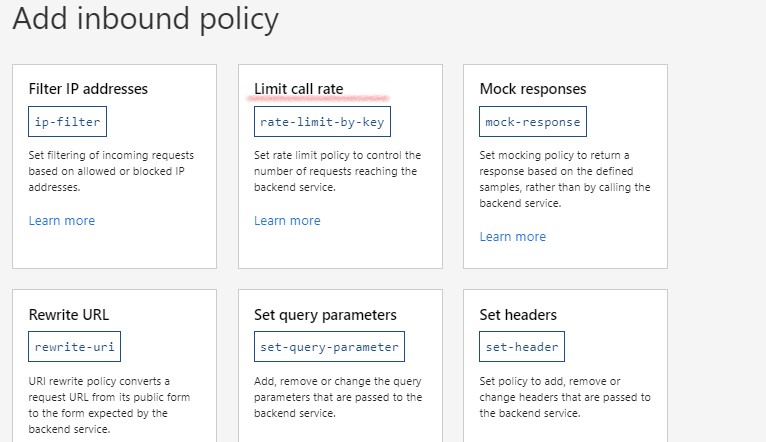 Add inbound policy
Filter IP addresses
ip-filter
Set filtering of incoming requests
based on allowed or blocked IP
addresses.
Learn more
Limit call rate
rate-limit-by-key
Set rate limit policy to control the
number of requests reaching the
backend service.
Learn more
Mock responses
mock-response
Set mocking policy to return a
response based on the defined
samples, rather than by calling the
backend service.
Learn more
Rewrite URL
rewrite-uri
URI rewrite policy converts a
request URL from its public form
to the form expected by the
backend service.
Set query parameters
set-query-parameter
Add, remove or change the query
parameters that are passed to the
backend service.
Set headers
set-header
Set policy to add, remove or
change headers that are passed to
the backend service.